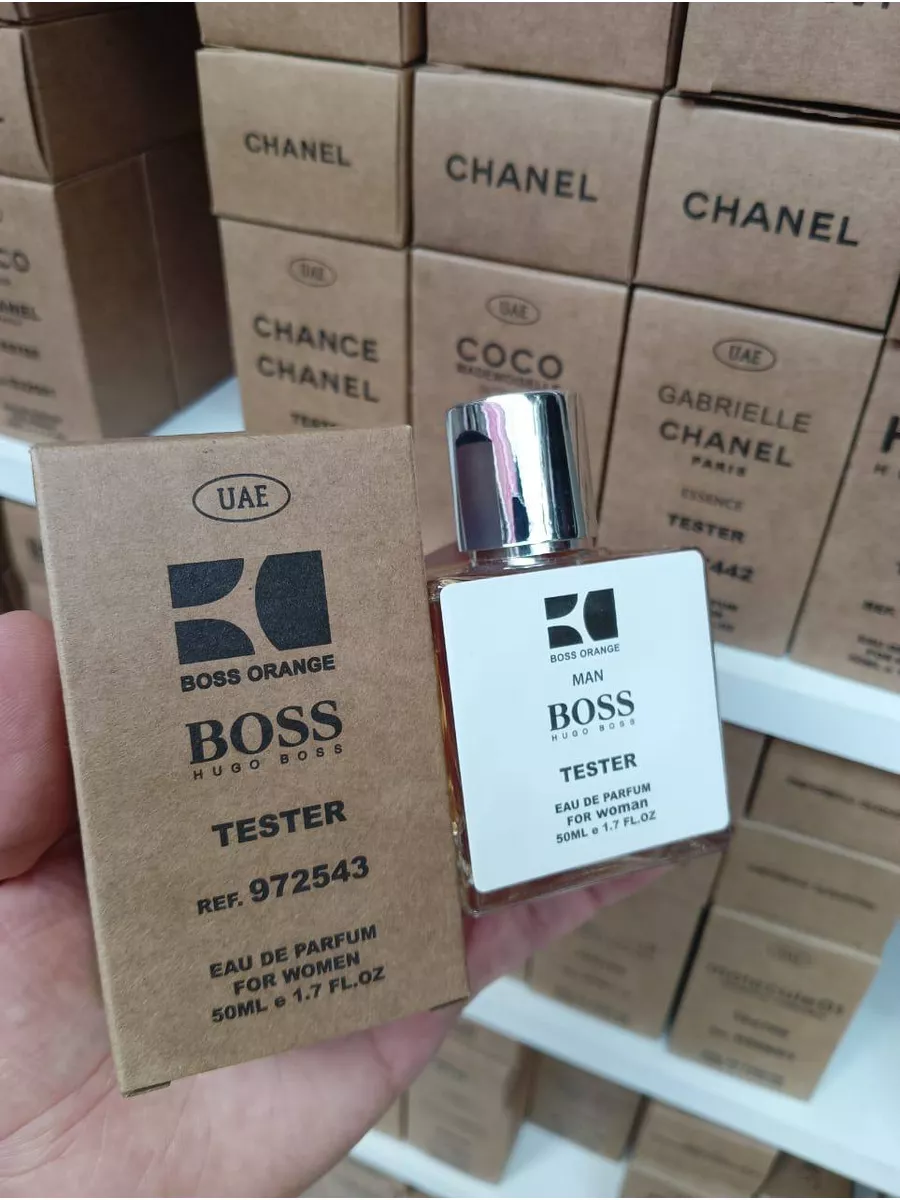 CHANEL
CHANEL
CHANEL
UAE
CHANCE
CHANEL
UAE
COCO
MADEMOISELLE
UAE
GABRIELLE
CHANEL
PARIS
ESSENCE
TESTER
442
UAE
BOSS ORANGE
BOSS
HUGO BOSS
TESTER
REF. 972543
EAU DE PARFUM
FOR WOMEN
50ML e 1.7 FL.OZ
BOSS ORANGE
MAN
BOSS
HUGO BOSS
TESTER
EAU DE PARFUM
FOR woman
50ML e 1.7 FL.OZ